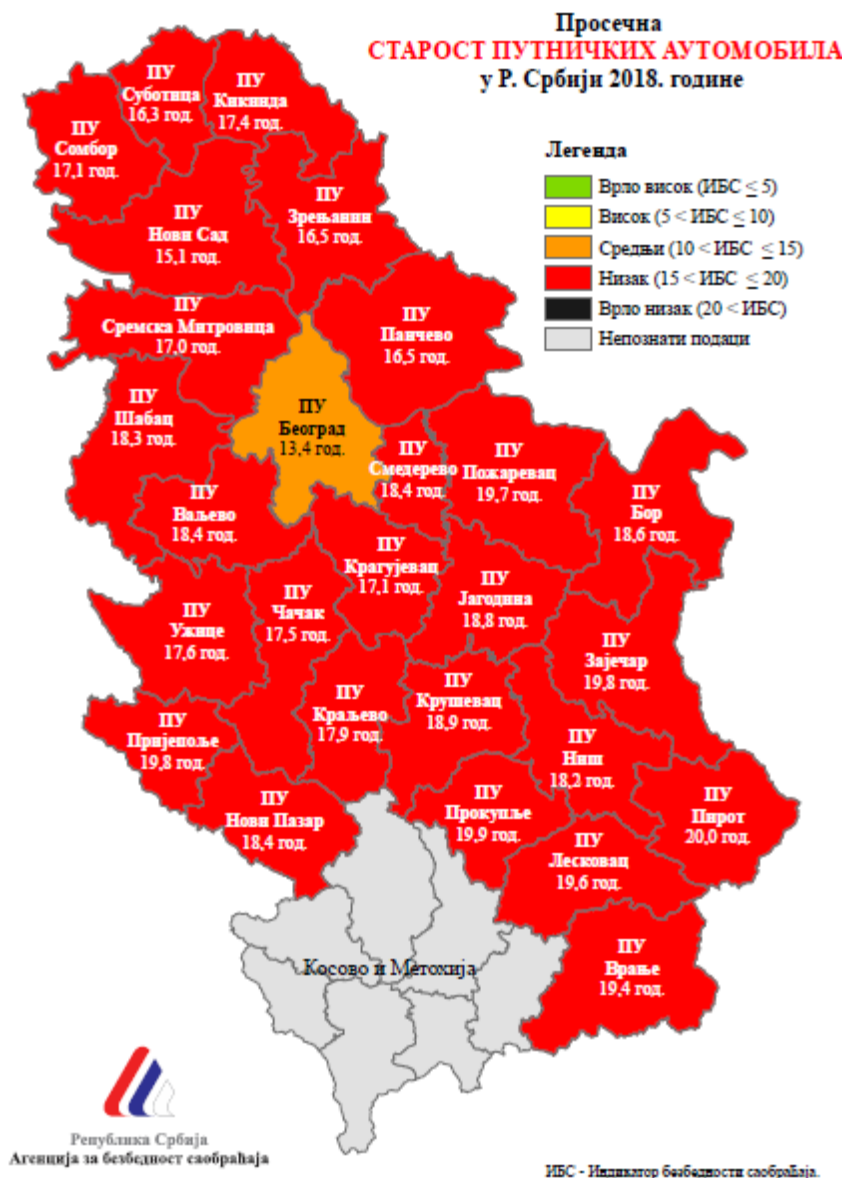 Просечна
СТАРОСТ ПУТНИЧКИХ АУТОМОБИЛА
у Р. Србији 2018. године
Легенда
Врло висок (ИБС ≤ 5)
Висок (5 < ИБС ≤ 10)
Средњи (10 < ИБС ≤ 15)
Низак (15 < ИБС ≤ 20)
Врло низак (20 < ИБС)
Непознати подаци
ПУ
Суботица
16,3 год.
ПУ
Кикинда
17,4 год.
ПУ
Сомбор
17,1 год.
ПУ
Зрењанин
16,5 год.
ПУ
Нови Сад
15,1 год.
ПУ
Сремска Митровица
17,0 год.
ПУ
Панчево
16,5 год.
ПУ
Шабац
18,3 год.
ПУ
Београд
13,4 год.
ПУ
Смедерево
18,4 год.
ПУ
Пожаревац
19,7 год.
ПУ
Бор
18,6 год.
ПУ
Ваљево
18,4 год.
ПУ
Крагујевац
17,1 год.
ПУ
Јагодина
18,8 год.
ПУ
Ужице
17,6 год.
ПУ
Чачак
17,5 год.
ПУ
Зајечар
19,8 год.
ПУ
Краљево
17,9 год.
ПУ
Крушевац
18,9 год.
ПУ
Пријепоље
19,8 год.
ПУ
Ниш
18,2 год.
ПУ
Нови Пазар
18,4 год.
ПУ
Прокупље
19,9 год.
ПУ
Пирот
20,0 год.
ПУ
Лесковац
19,6 год.
ПУ
Врање
19,4 год.
Косово и Метохија
Република Србија
Агенција за безбедност саобраћаја
ИБС - Индикатор безбедности саобраћаја.